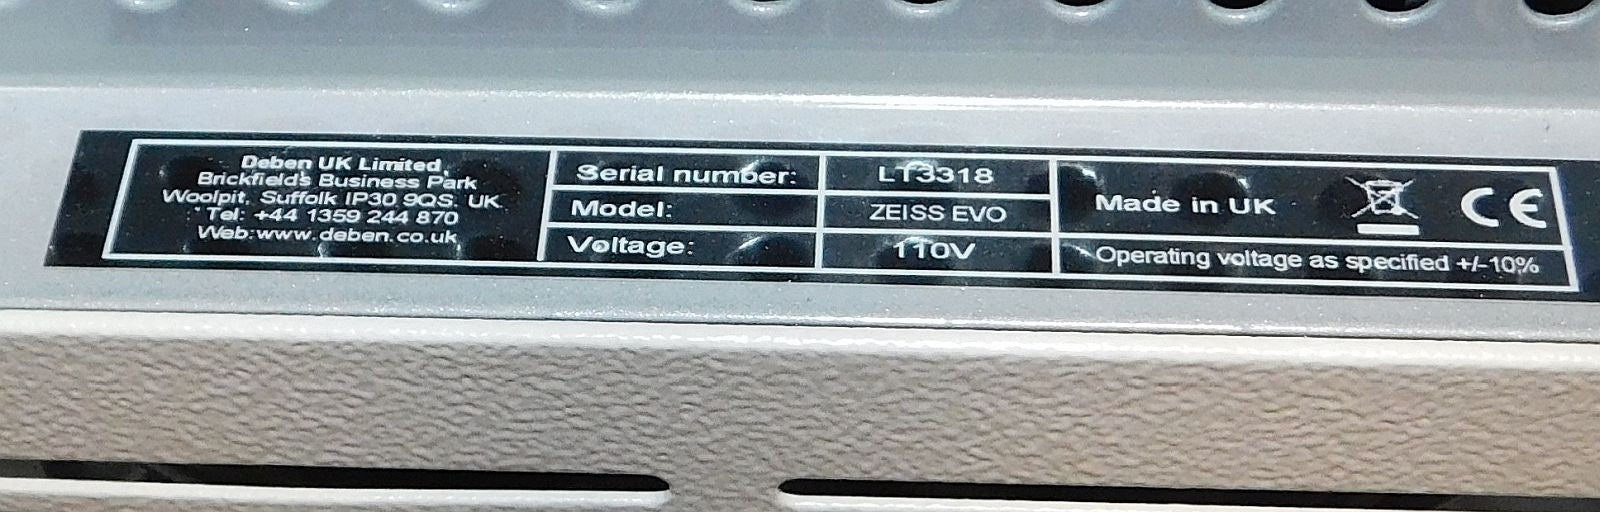 Deben UK Limited,
Brickfields Business Park
Woolpit, Suffolk IP30 9QS. UK
Tel: +44 1359 244 870
Web:www.deben.co.uk
Serial number: LT3318
Model: ZEISS EVO
Voltage: 110V
Made in UK CE
Operating voltage as specified +/-10%